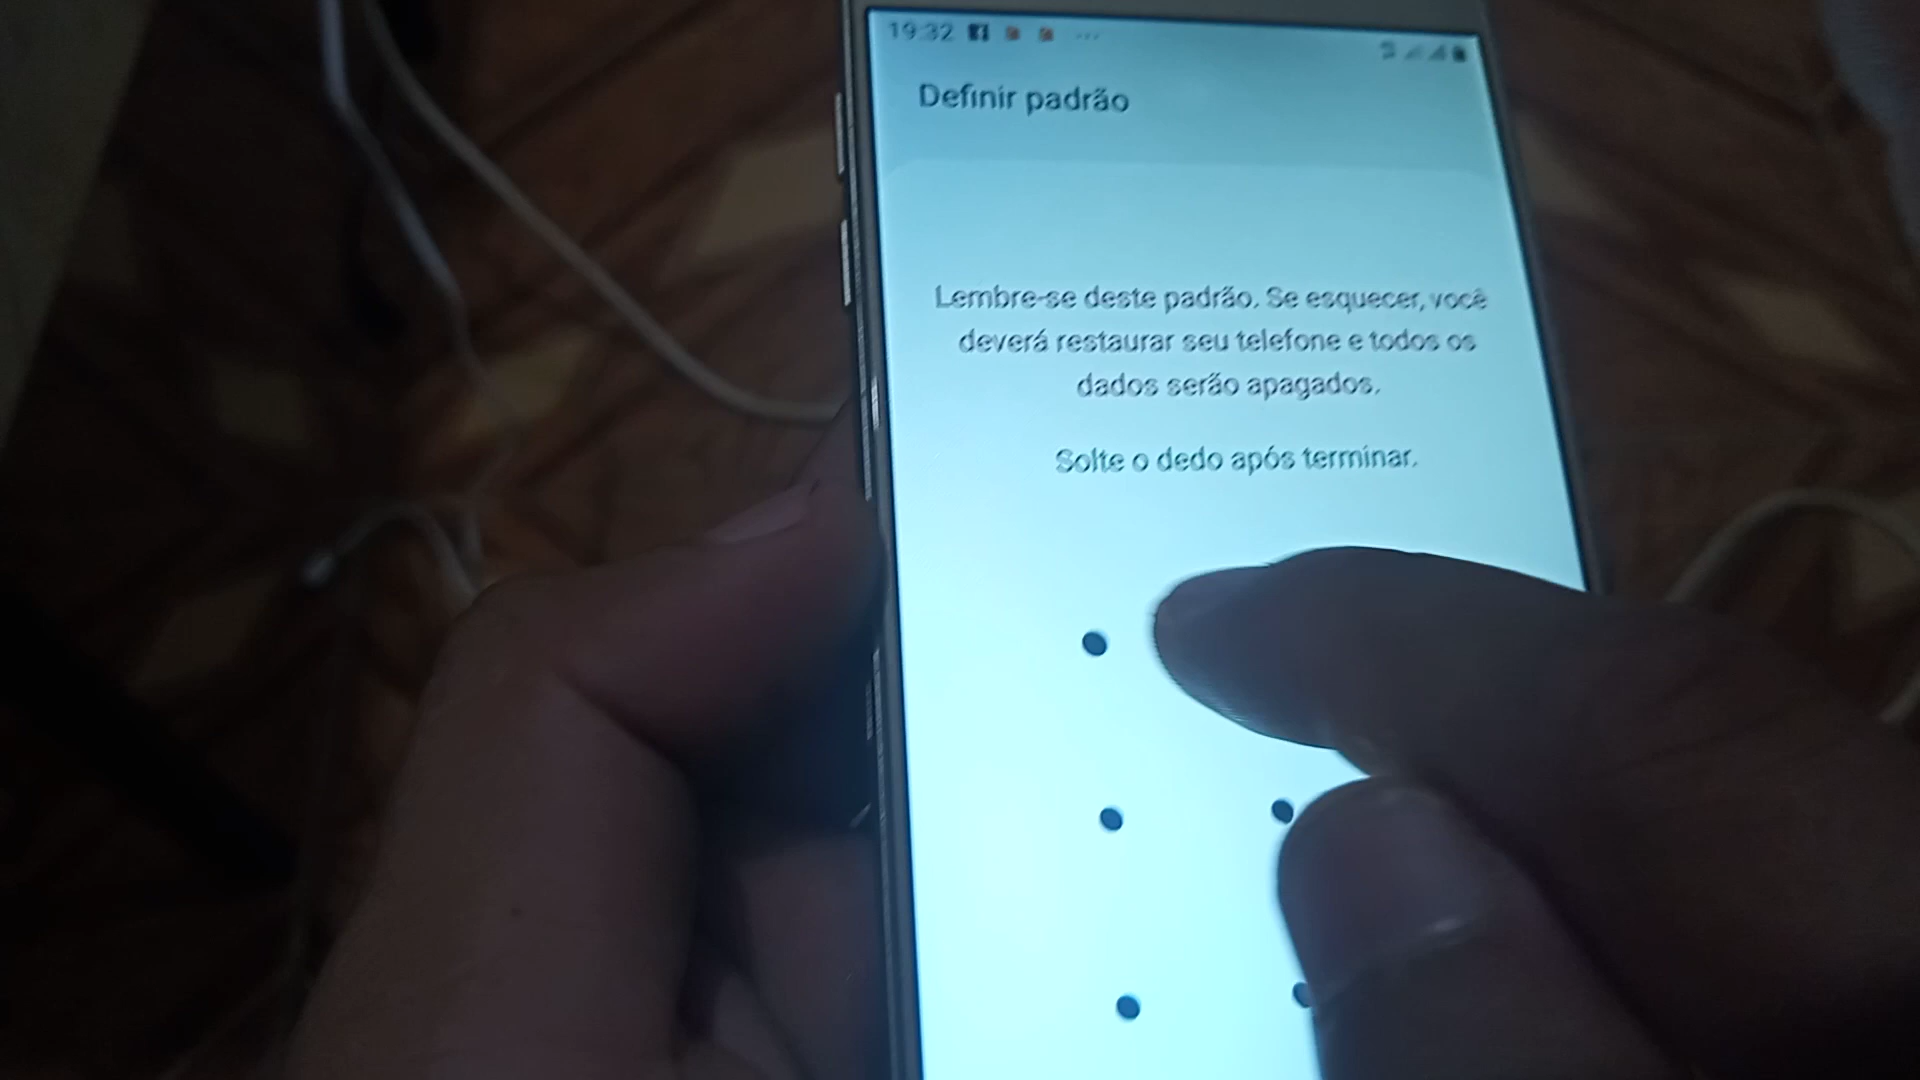 19:32
Definir padrão
Lembre-se deste padrão. Se esquecer, você
deverá restaurar seu telefone e todos os
dados serão apagados.
Solte o dedo após terminar.